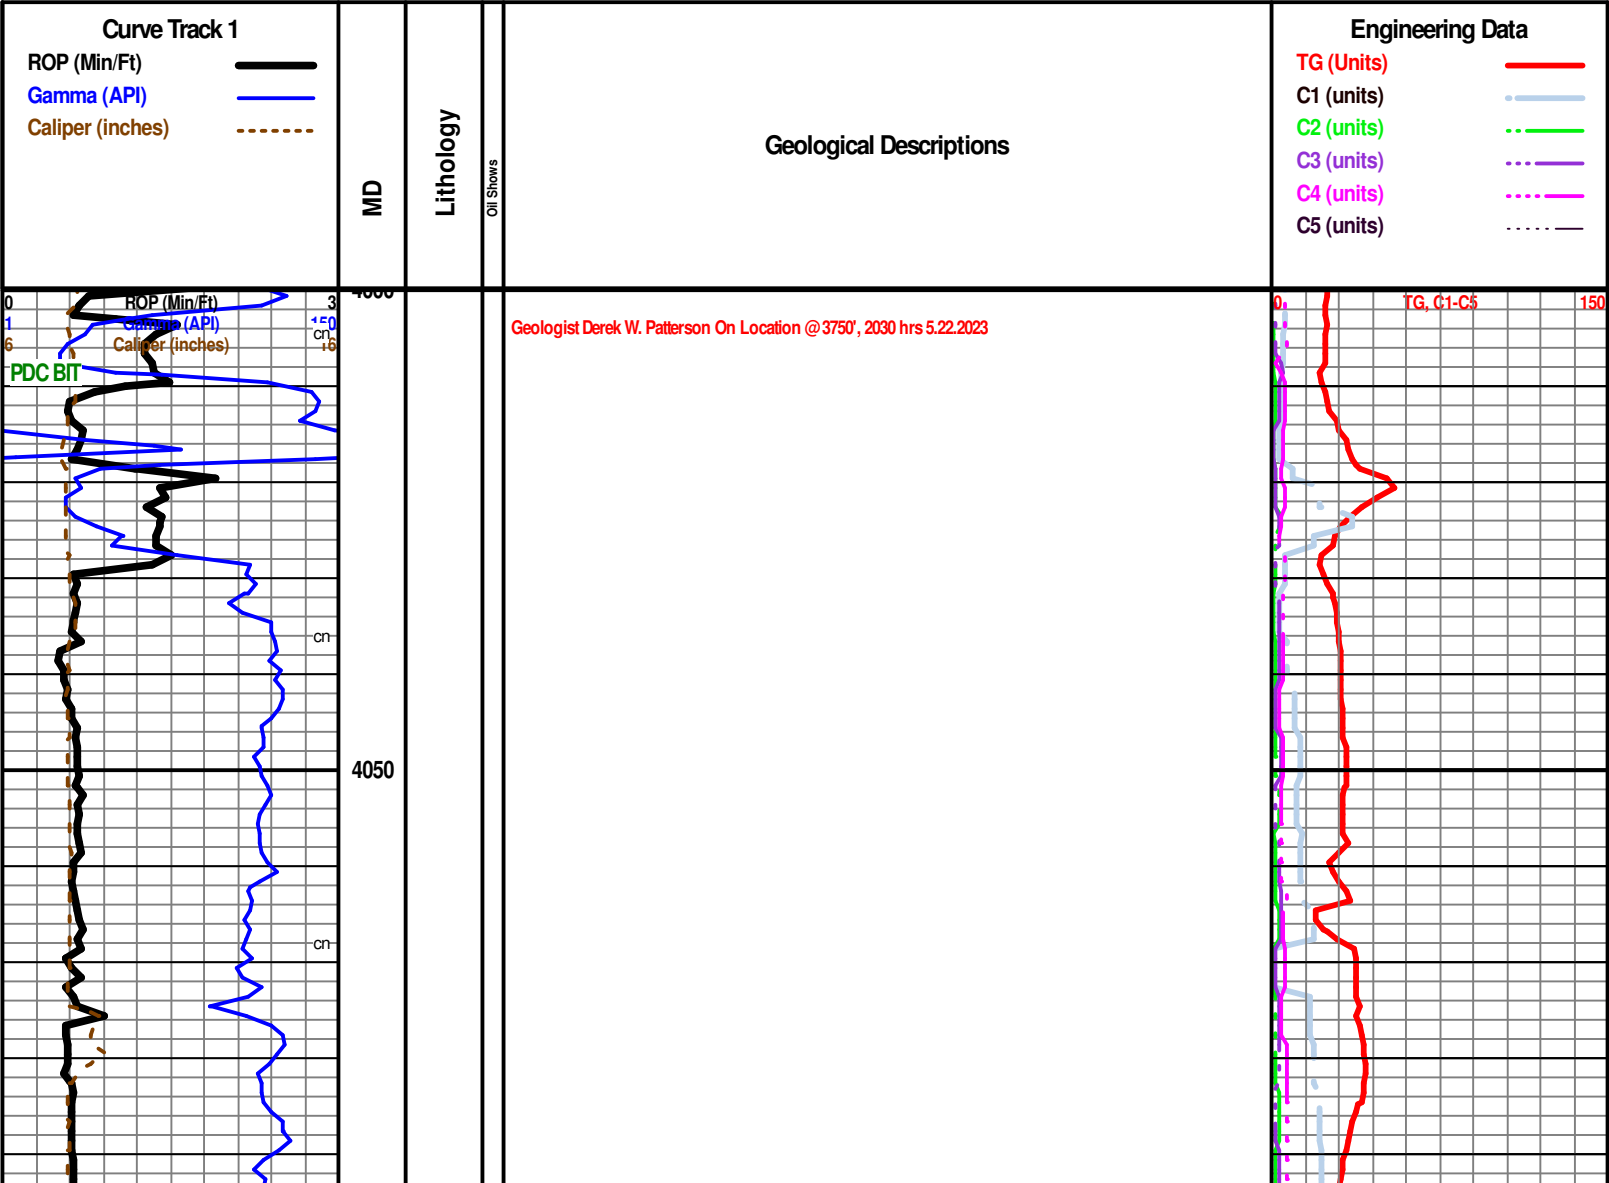 Curve Track 1
ROP (Min/Ft)
Gamma (API)
Caliper (inches)
MD
Lithology
Oil Shows
Geological Descriptions
Engineering Data
TG (Units)
C1 (units)
C2 (units)
C3 (units)
C4 (units)
C5 (units)
0 ROP (Min/Ft) 3
1 Gamma (API) 150
6 Caliper (inches) 16
cn
PDC BIT
Geologist Derek W. Patterson On Location @ 3750', 2030 hrs 5.22.2023
0 TG, C1-C5 150
cn
4050
cn